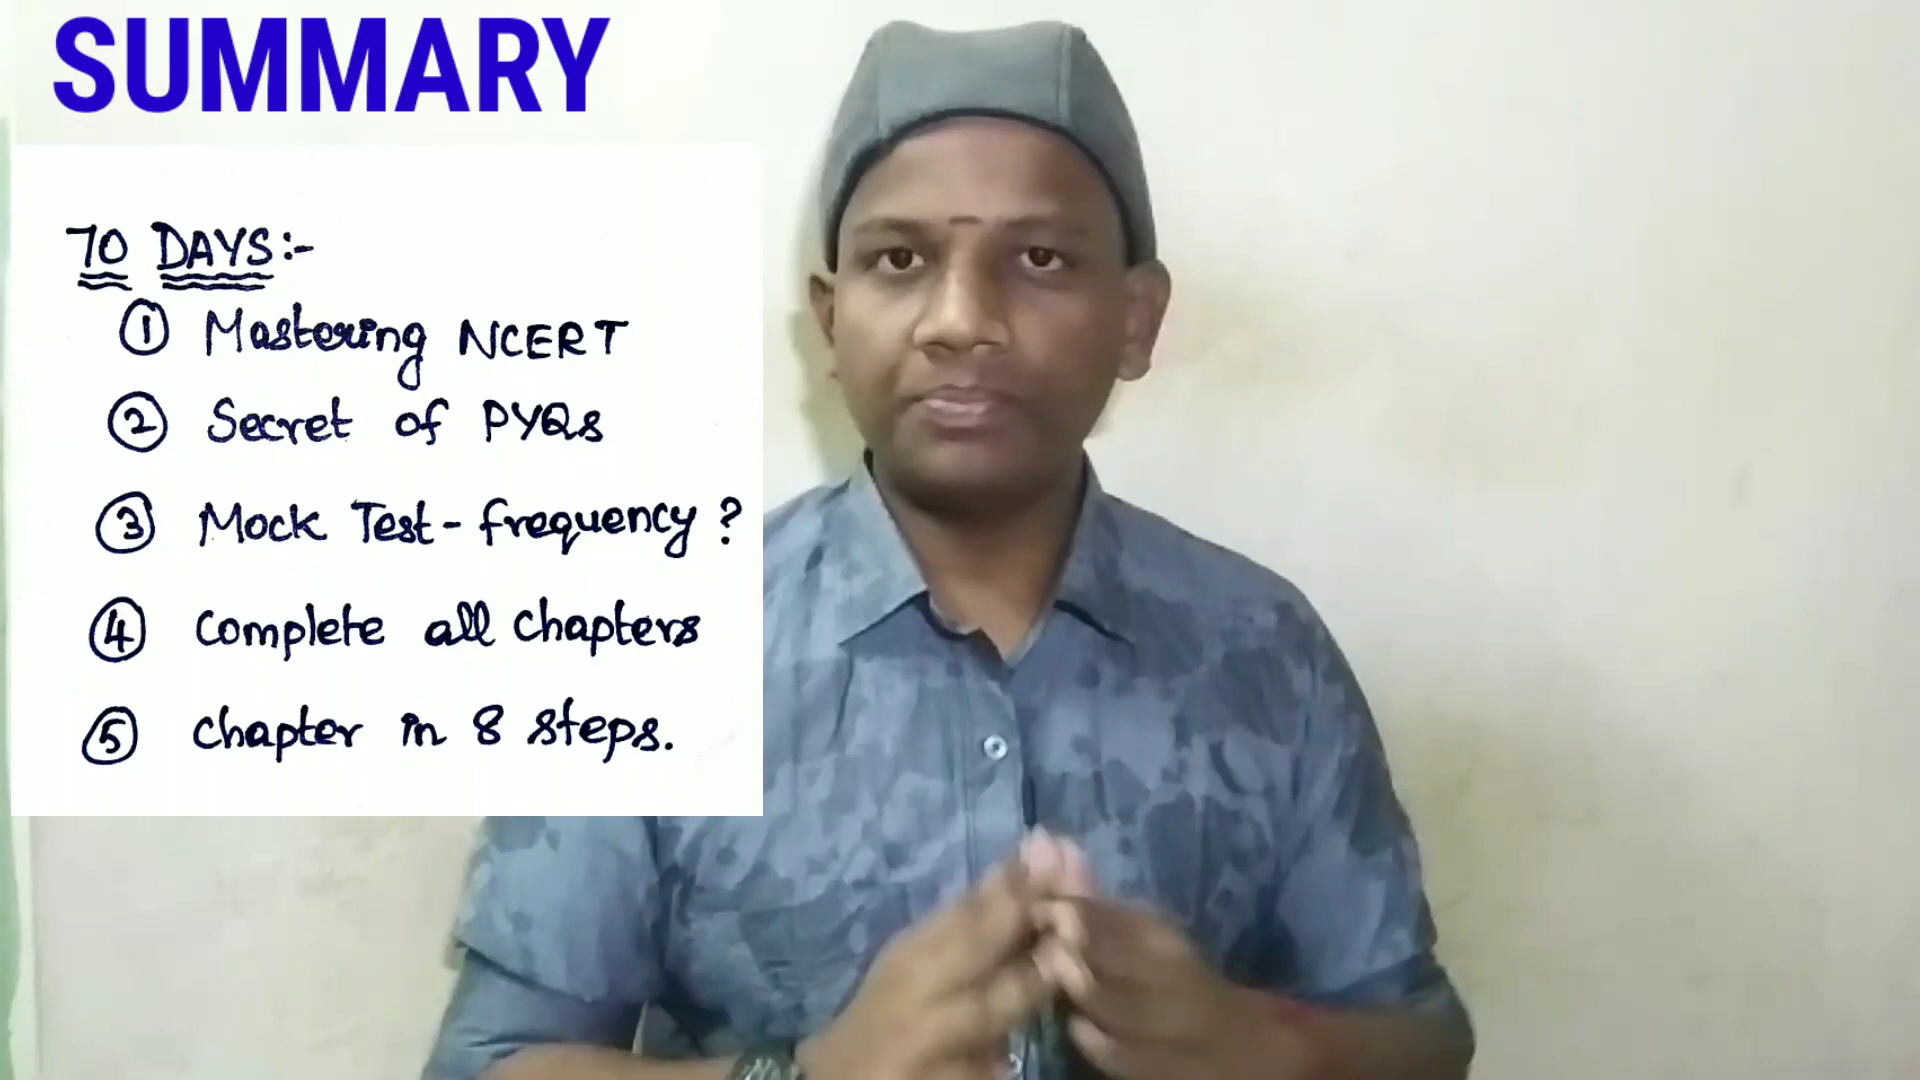 SUMMARY
70 DAYS:-
① Mastering NCERT
② Secret of PYQs
③ Mock Test - frequency ?
④ Complete all chapters
⑤ Chapter in 8 steps.